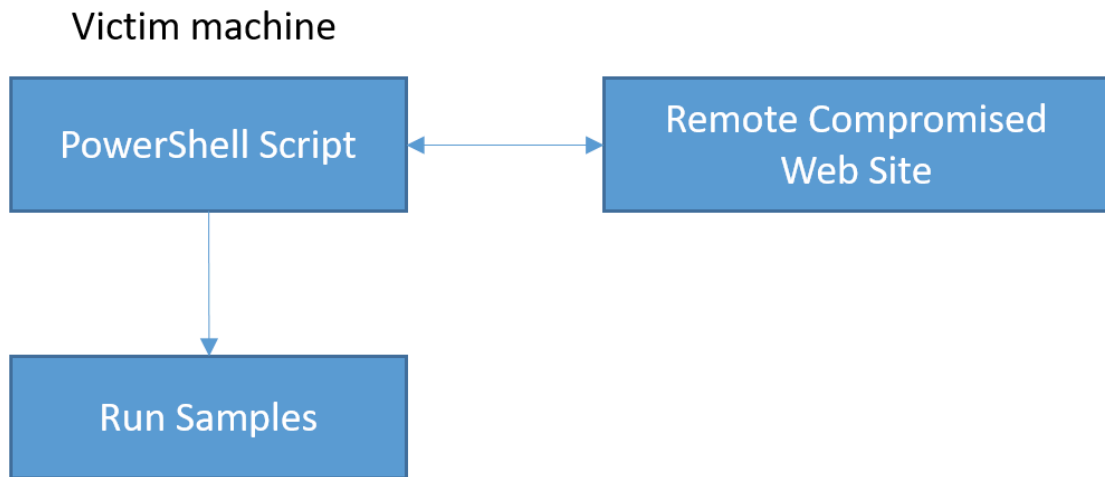 Victim machine
PowerShell Script
Remote Compromised
Web Site
Run Samples